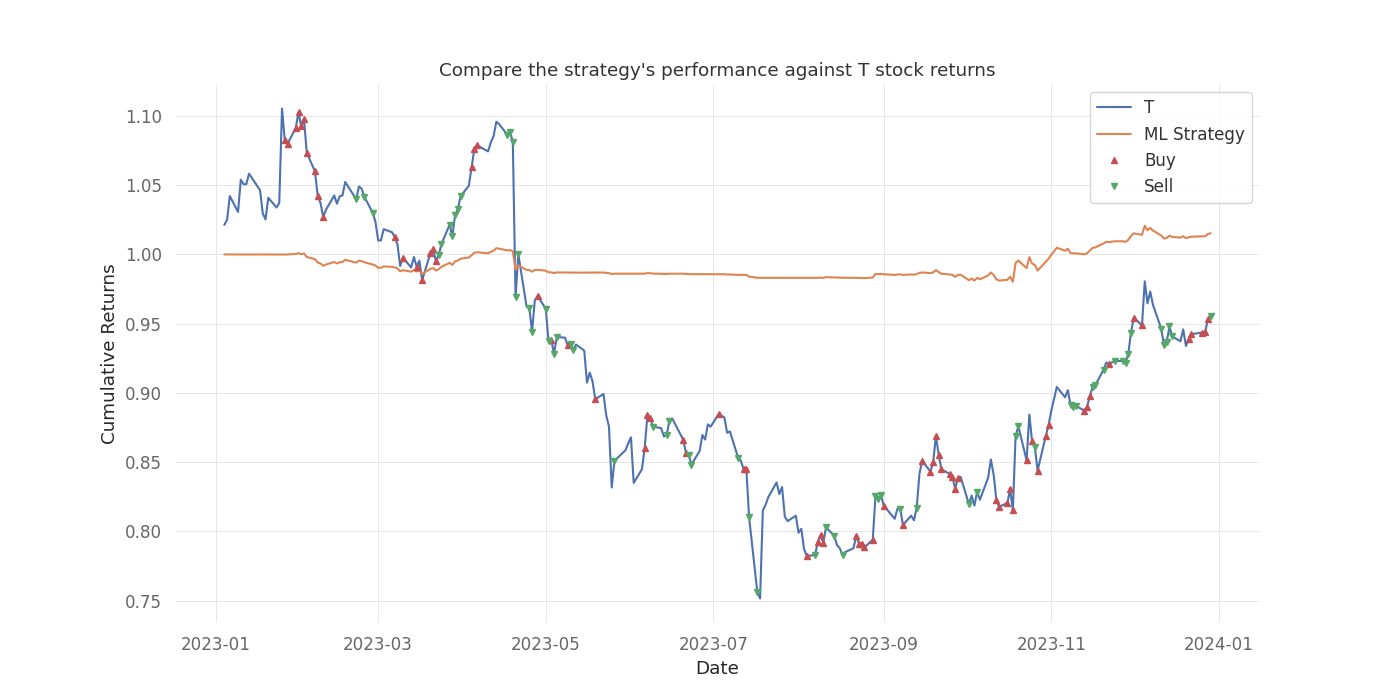 Compare the strategy's performance against T stock returns
T
ML Strategy
Buy
Sell
1.10
1.05
1.00
0.95
0.90
0.85
0.80
0.75
Cumulative Returns
2023-01 2023-03 2023-05 2023-07 2023-09 2023-11 2024-01
Date